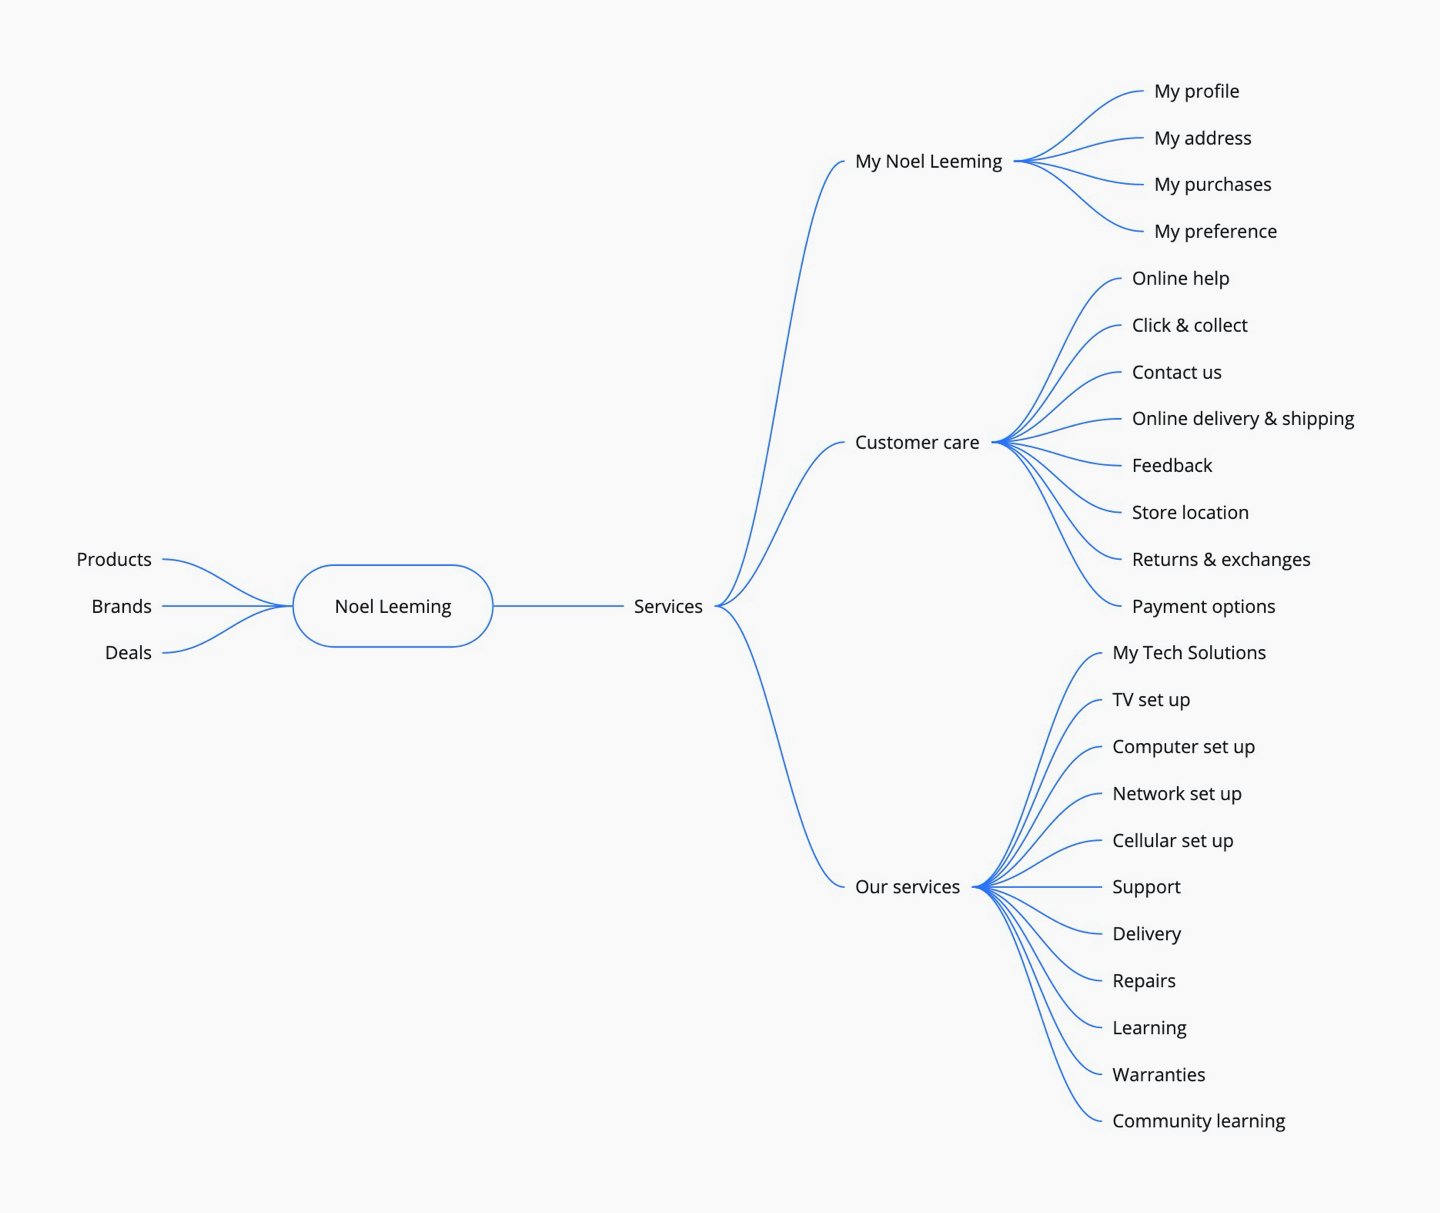 Products
Brands
Deals
Noel Leeming
Services
My Noel Leeming
My profile
My address
My purchases
My preference
Customer care
Online help
Click & collect
Contact us
Online delivery & shipping
Feedback
Store location
Returns & exchanges
Payment options
Our services
My Tech Solutions
TV set up
Computer set up
Network set up
Cellular set up
Support
Delivery
Repairs
Learning
Warranties
Community learning